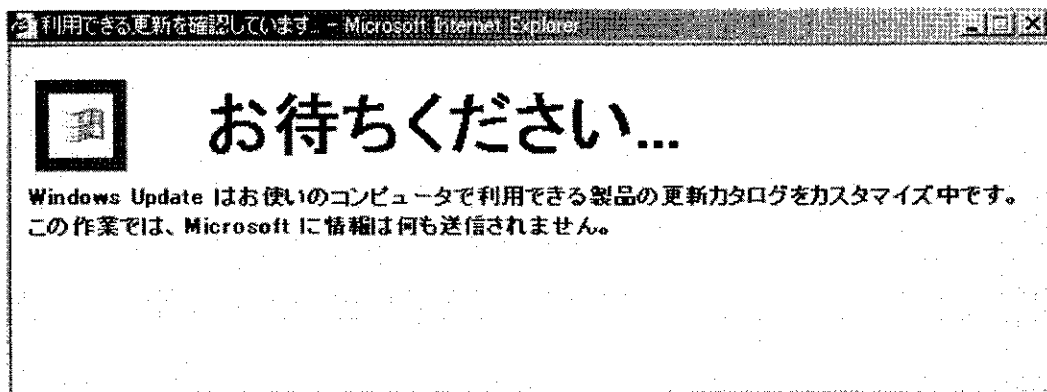 利用できる更新を確認しています... - Microsoft Internet Explorer
お待ちください...
Windows Update はお使いのコンピュータで利用できる製品の更新カタログをカスタマイズ中です。
この作業では、Microsoft に情報は何も送信されません。